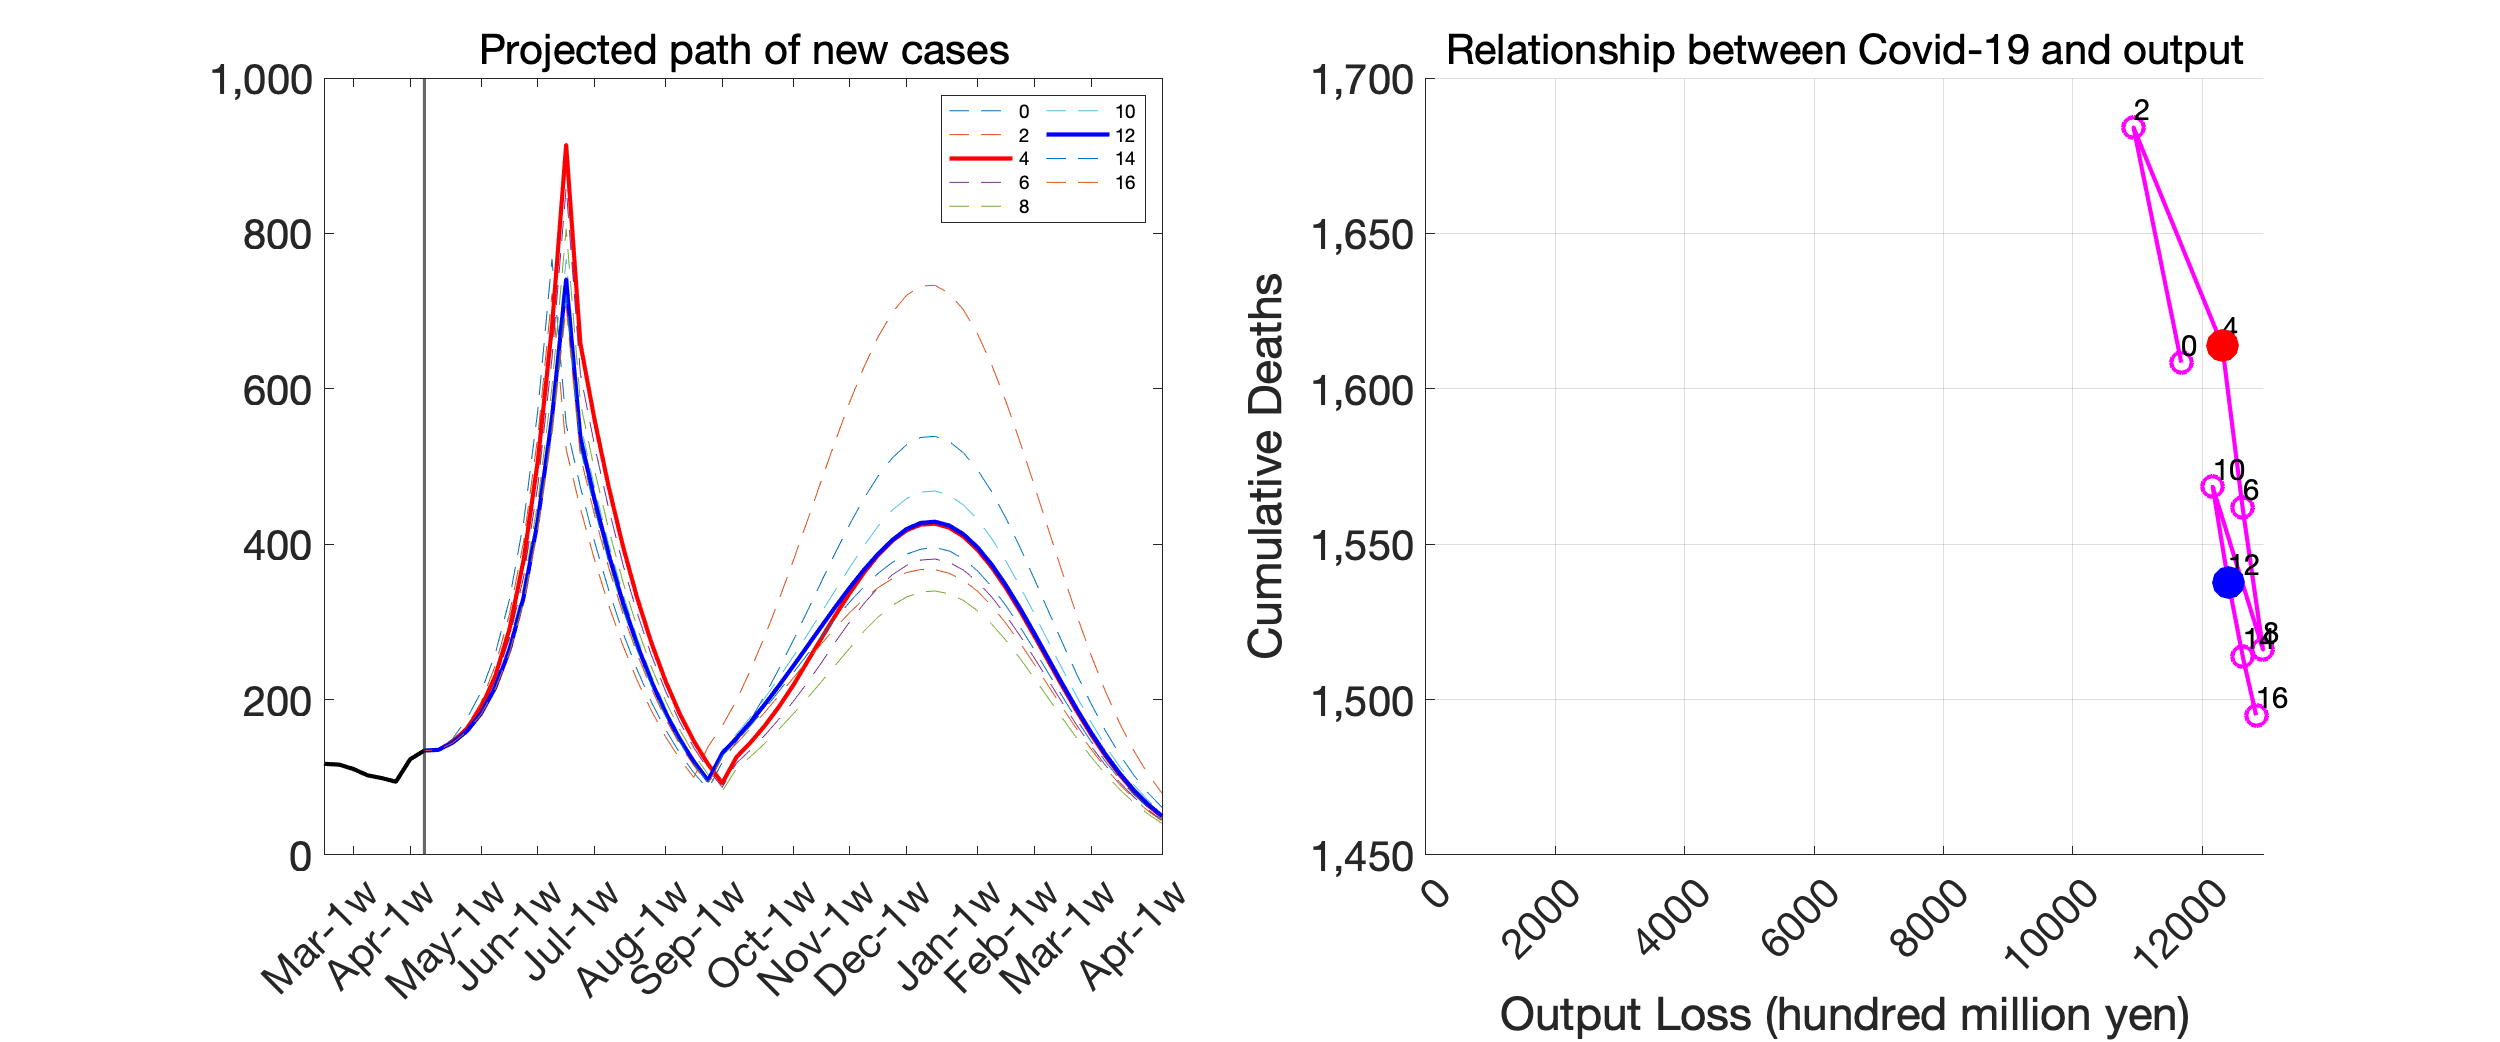 Projected path of new cases
1,000
800
600
400
200
0
0
2
4
6
8
10
12
14
16
Mar-1w
Apr-1w
May-1w
Jun-1w
Jul-1w
Aug-1w
Sep-1w
Oct-1w
Nov-1w
Dec-1w
Jan-1w
Feb-1w
Mar-1w
Apr-1w
Relationship between Covid-19 and output
Cumulative Deaths
1,700
1,650
1,600
1,550
1,500
1,450
2
4
0
10
6
12
14
8
16
0
2000
4000
6000
8000
10000
12000
Output Loss (hundred million yen)